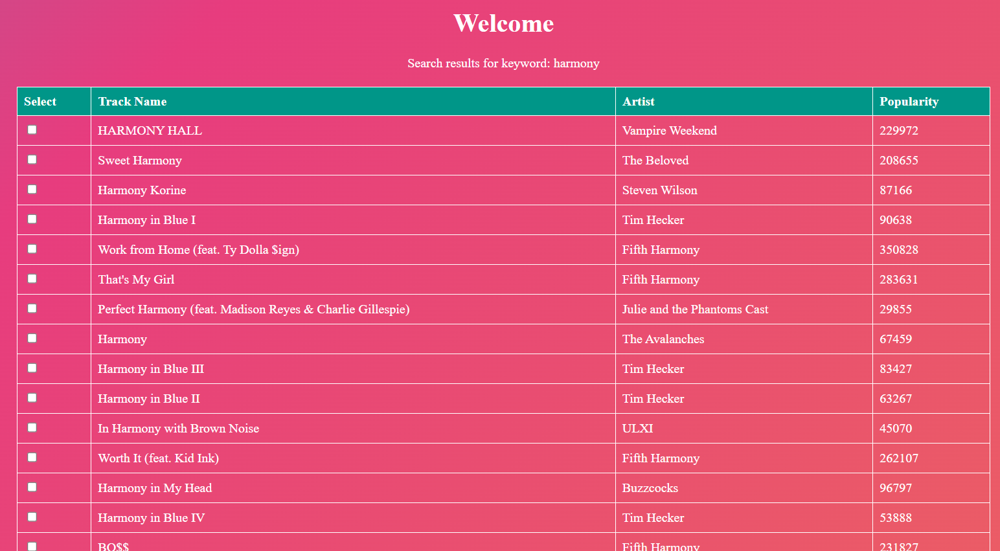 Welcome
Search results for keyword: harmony
Select Track Name Artist Popularity
HARMONY HALL Vampire Weekend 229972
Sweet Harmony The Beloved 208655
Harmony Korine Steven Wilson 87166
Harmony in Blue I Tim Hecker 90638
Work from Home (feat. Ty Dolla $ign) Fifth Harmony 350828
That's My Girl Fifth Harmony 283631
Perfect Harmony (feat. Madison Reyes & Charlie Gillespie) Julie and the Phantoms Cast 29855
Harmony The Avalanches 67459
Harmony in Blue III Tim Hecker 83427
Harmony in Blue II Tim Hecker 63267
In Harmony with Brown Noise ULXI 45070
Worth It (feat. Kid Ink) Fifth Harmony 262107
Harmony in My Head Buzzcocks 96797
Harmony in Blue IV Tim Hecker 53888
BO$$ Fifth Harmony 231827